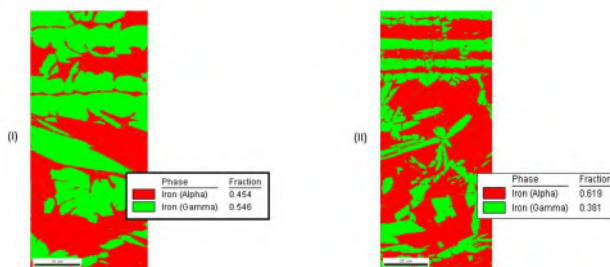 (I)
Phase Fraction
Iron (Alpha) 0.454
Iron (Gamma) 0.546
(II)
Phase Fraction
Iron (Alpha) 0.619
Iron (Gamma) 0.381